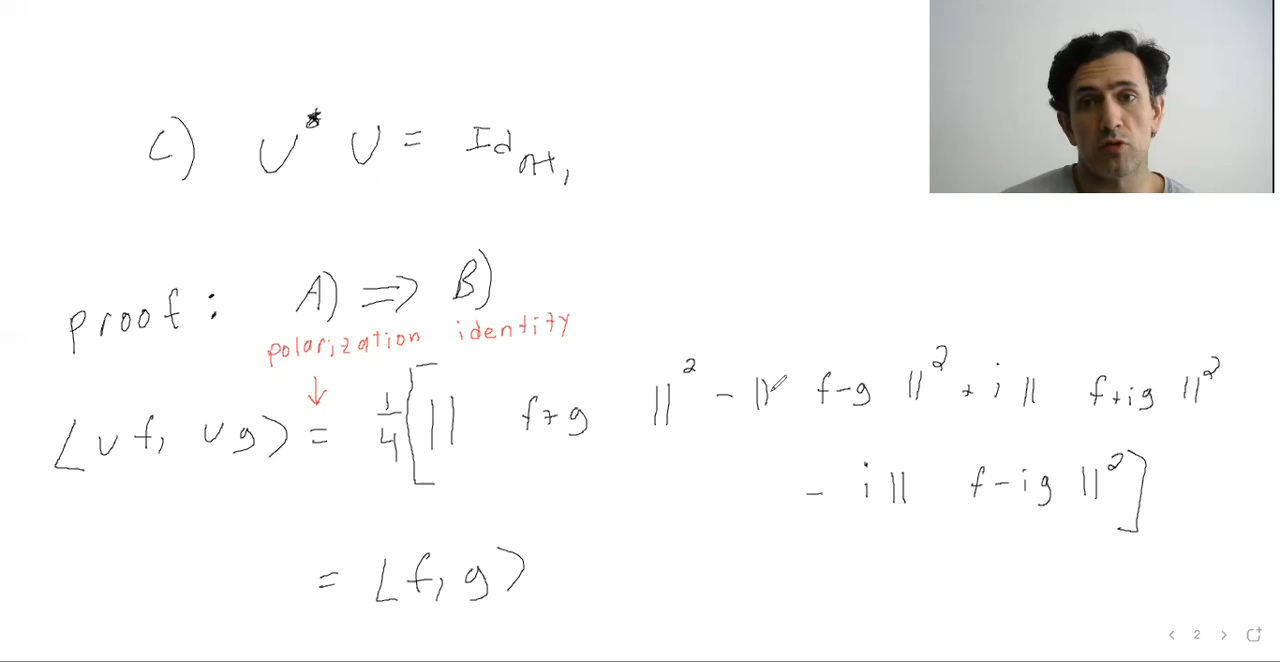 C) U* U = Id_ℋ₁
proof: A) ⇒ B)
polarization identity
↓
⟨Uf, Ug⟩ = 1/4 [|| f+g ||² - || f-g ||² + i || f+ig ||²
- i || f-ig ||²]
= ⟨f, g⟩
< 2 >